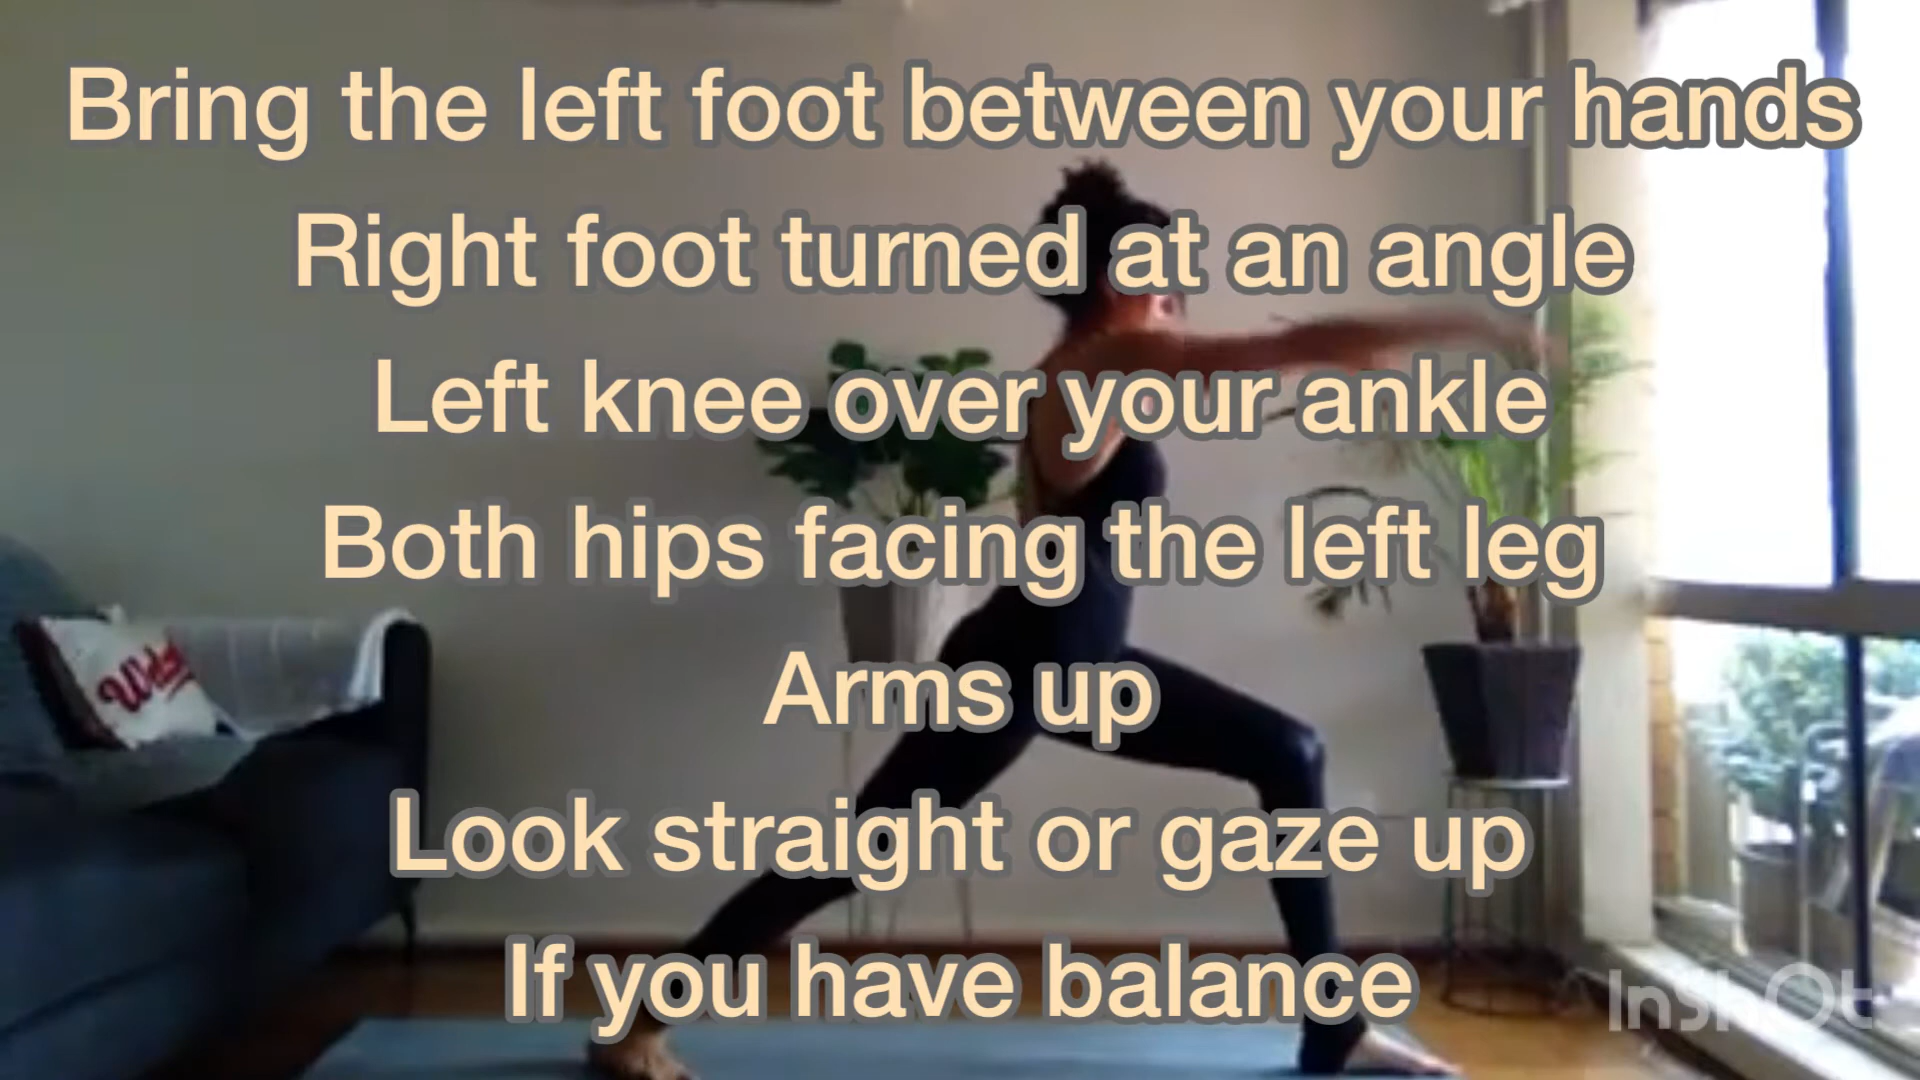 Bring the left foot between your hands
Right foot turned at an angle
Left knee over your ankle
Both hips facing the left leg
Arms up
Look straight or gaze up
If you have balance
InShOt